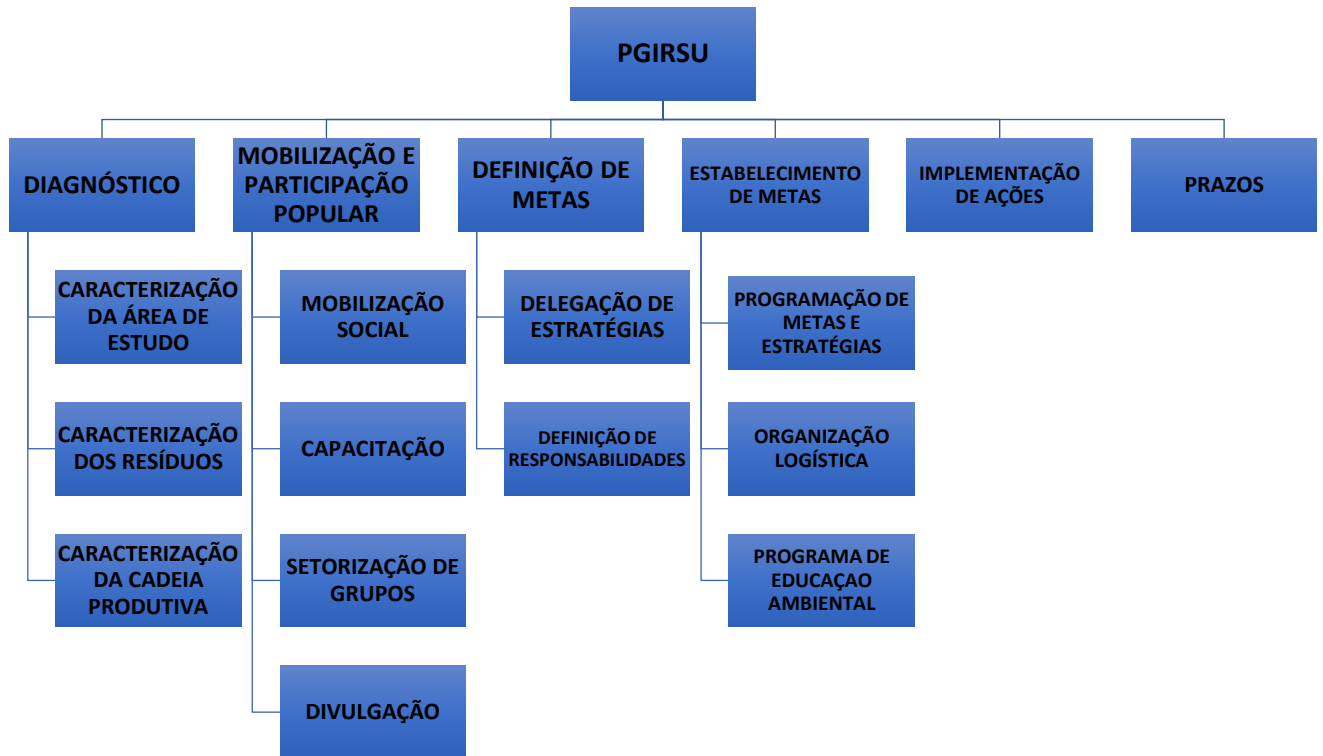 PGIRSU
DIAGNÓSTICO
CARACTERIZAÇÃO
DA ÁREA DE
ESTUDO
CARACTERIZAÇÃO
DOS RESÍDUOS
CARACTERIZAÇÃO
DA CADEIA
PRODUTIVA
MOBILIZAÇÃO E
PARTICIPAÇÃO
POPULAR
MOBILIZAÇÃO
SOCIAL
CAPACITAÇÃO
SETORIZAÇÃO DE
GRUPOS
DIVULGAÇÃO
DEFINIÇÃO DE
METAS
DELEGAÇÃO DE
ESTRATÉGIAS
DEFINIÇÃO DE
RESPONSABILIDADES
ESTABELECIMENTO
DE METAS
PROGRAMAÇÃO DE
METAS E
ESTRATÉGIAS
ORGANIZAÇÃO
LOGÍSTICA
PROGRAMA DE
EDUCAÇAO
AMBIENTAL
IMPLEMENTAÇÃO
DE AÇÕES
PRAZOS